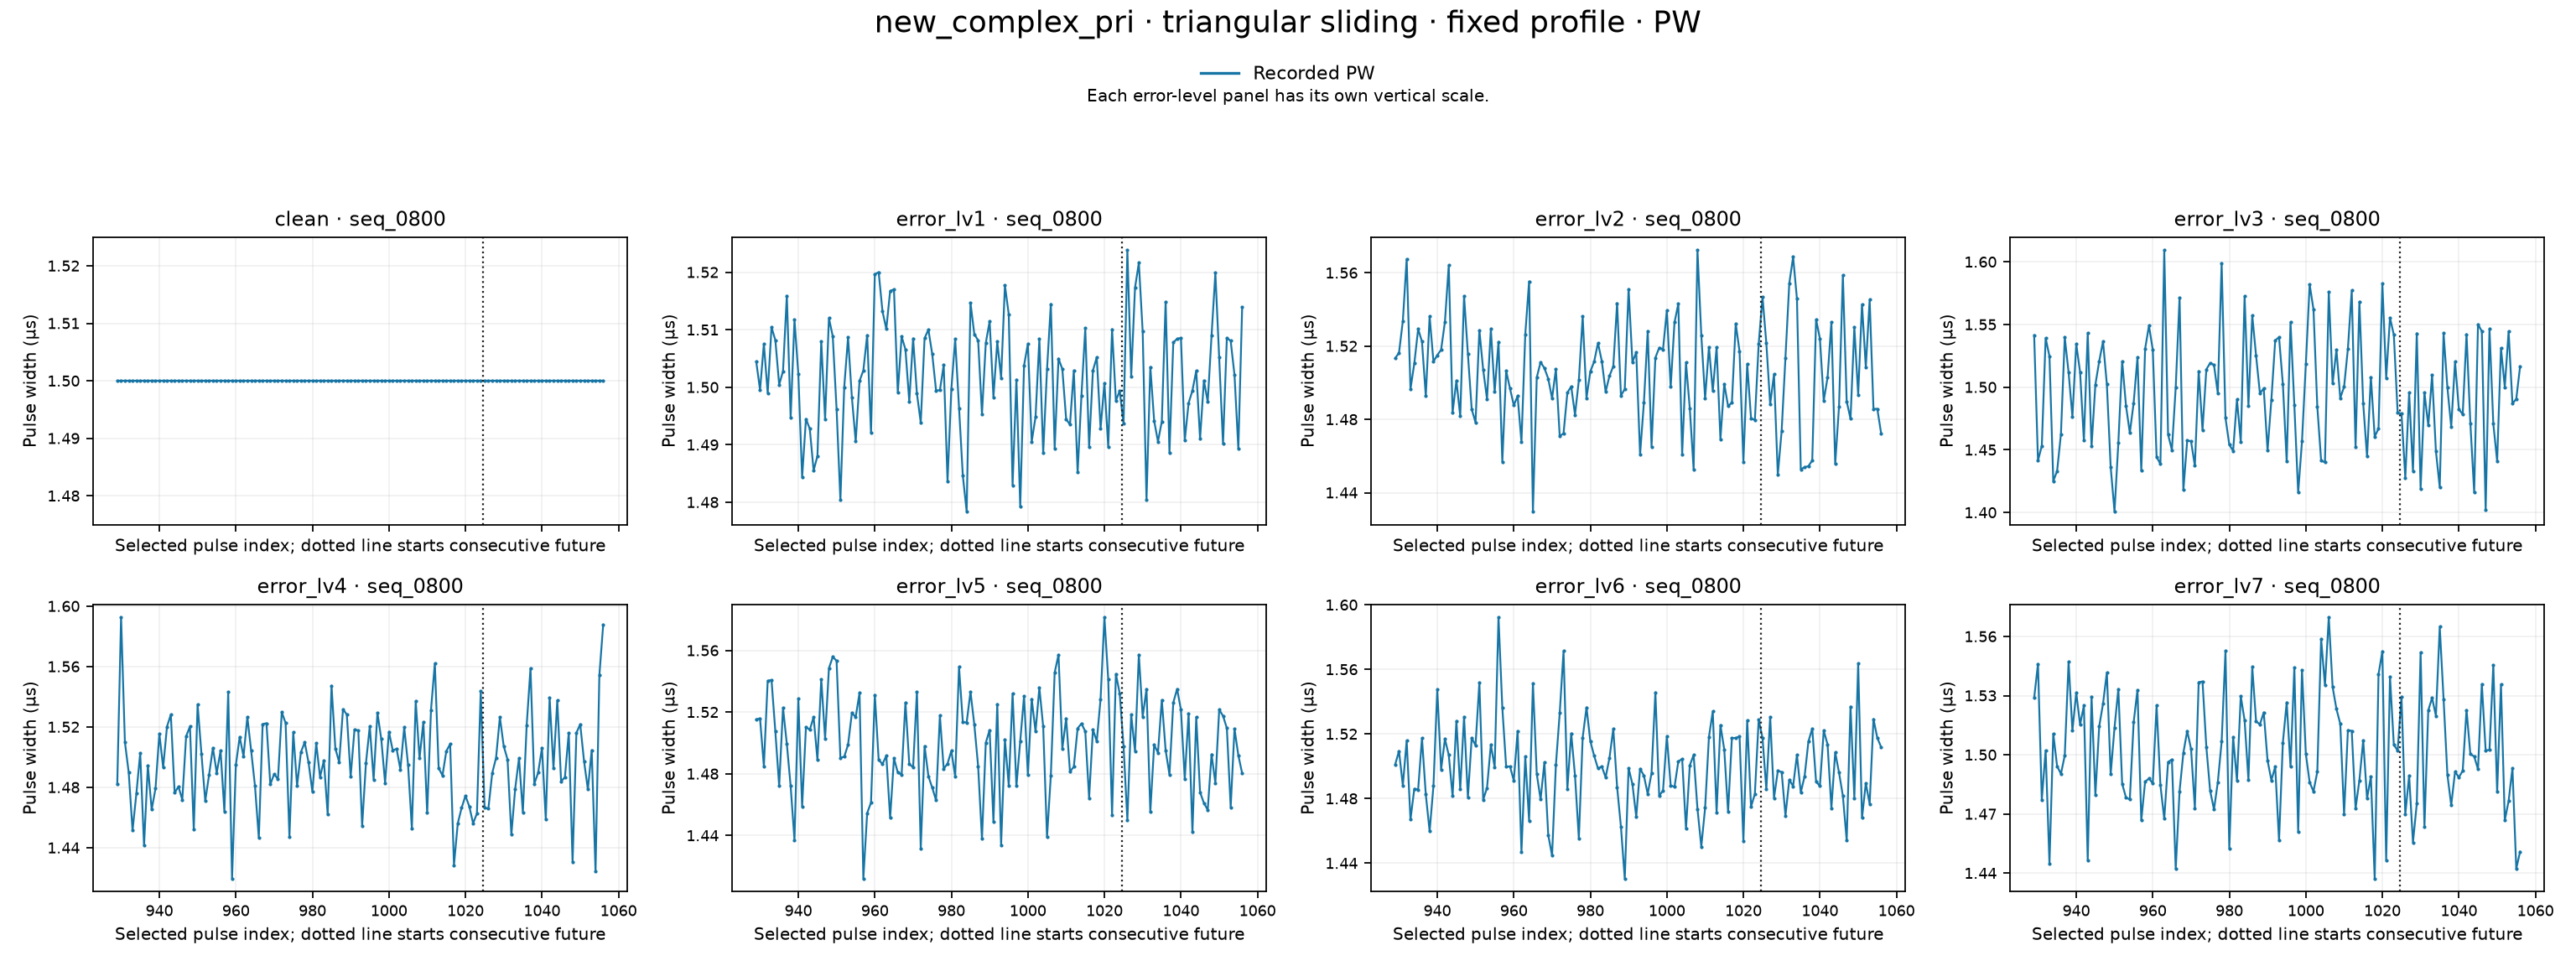 new_complex_pri · triangular sliding · fixed profile · PW
Recorded PW
Each error-level panel has its own vertical scale.
clean · seq_0800
Pulse width (µs)
1.52
1.51
1.50
1.49
1.48
Selected pulse index; dotted line starts consecutive future
error_lv1 · seq_0800
Pulse width (µs)
1.52
1.51
1.50
1.49
1.48
Selected pulse index; dotted line starts consecutive future
error_lv2 · seq_0800
Pulse width (µs)
1.56
1.52
1.48
1.44
Selected pulse index; dotted line starts consecutive future
error_lv3 · seq_0800
Pulse width (µs)
1.60
1.55
1.50
1.45
1.40
Selected pulse index; dotted line starts consecutive future
error_lv4 · seq_0800
Pulse width (µs)
1.60
1.56
1.52
1.48
1.44
940 960 980 1000 1020 1040 1060
Selected pulse index; dotted line starts consecutive future
error_lv5 · seq_0800
Pulse width (µs)
1.56
1.52
1.48
1.44
940 960 980 1000 1020 1040 1060
Selected pulse index; dotted line starts consecutive future
error_lv6 · seq_0800
Pulse width (µs)
1.60
1.56
1.52
1.48
1.44
940 960 980 1000 1020 1040 1060
Selected pulse index; dotted line starts consecutive future
error_lv7 · seq_0800
Pulse width (µs)
1.56
1.53
1.50
1.47
1.44
940 960 980 1000 1020 1040 1060
Selected pulse index; dotted line starts consecutive future